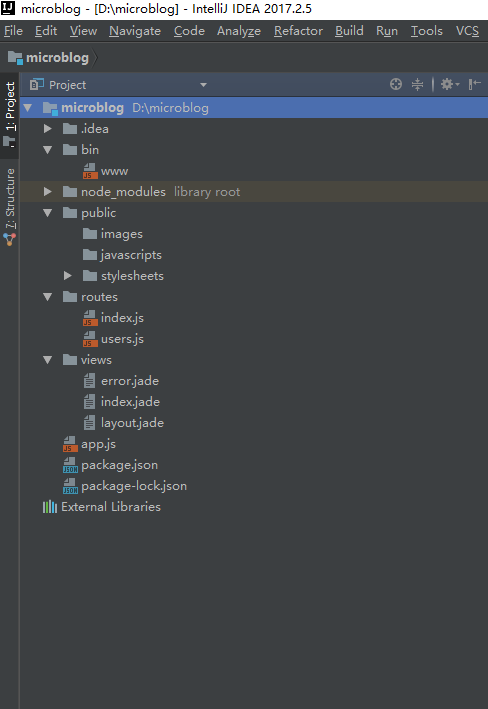 microblog - [D:\microblog] - IntelliJ IDEA 2017.2.5
File Edit View Navigate Code Analyze Refactor Build Run Tools VCS
microblog
Project
1: Project
7: Structure
microblog D:\microblog
.idea
bin
www
node_modules library root
public
images
javascripts
stylesheets
routes
index.js
users.js
views
error.jade
index.jade
layout.jade
app.js
package.json
package-lock.json
External Libraries